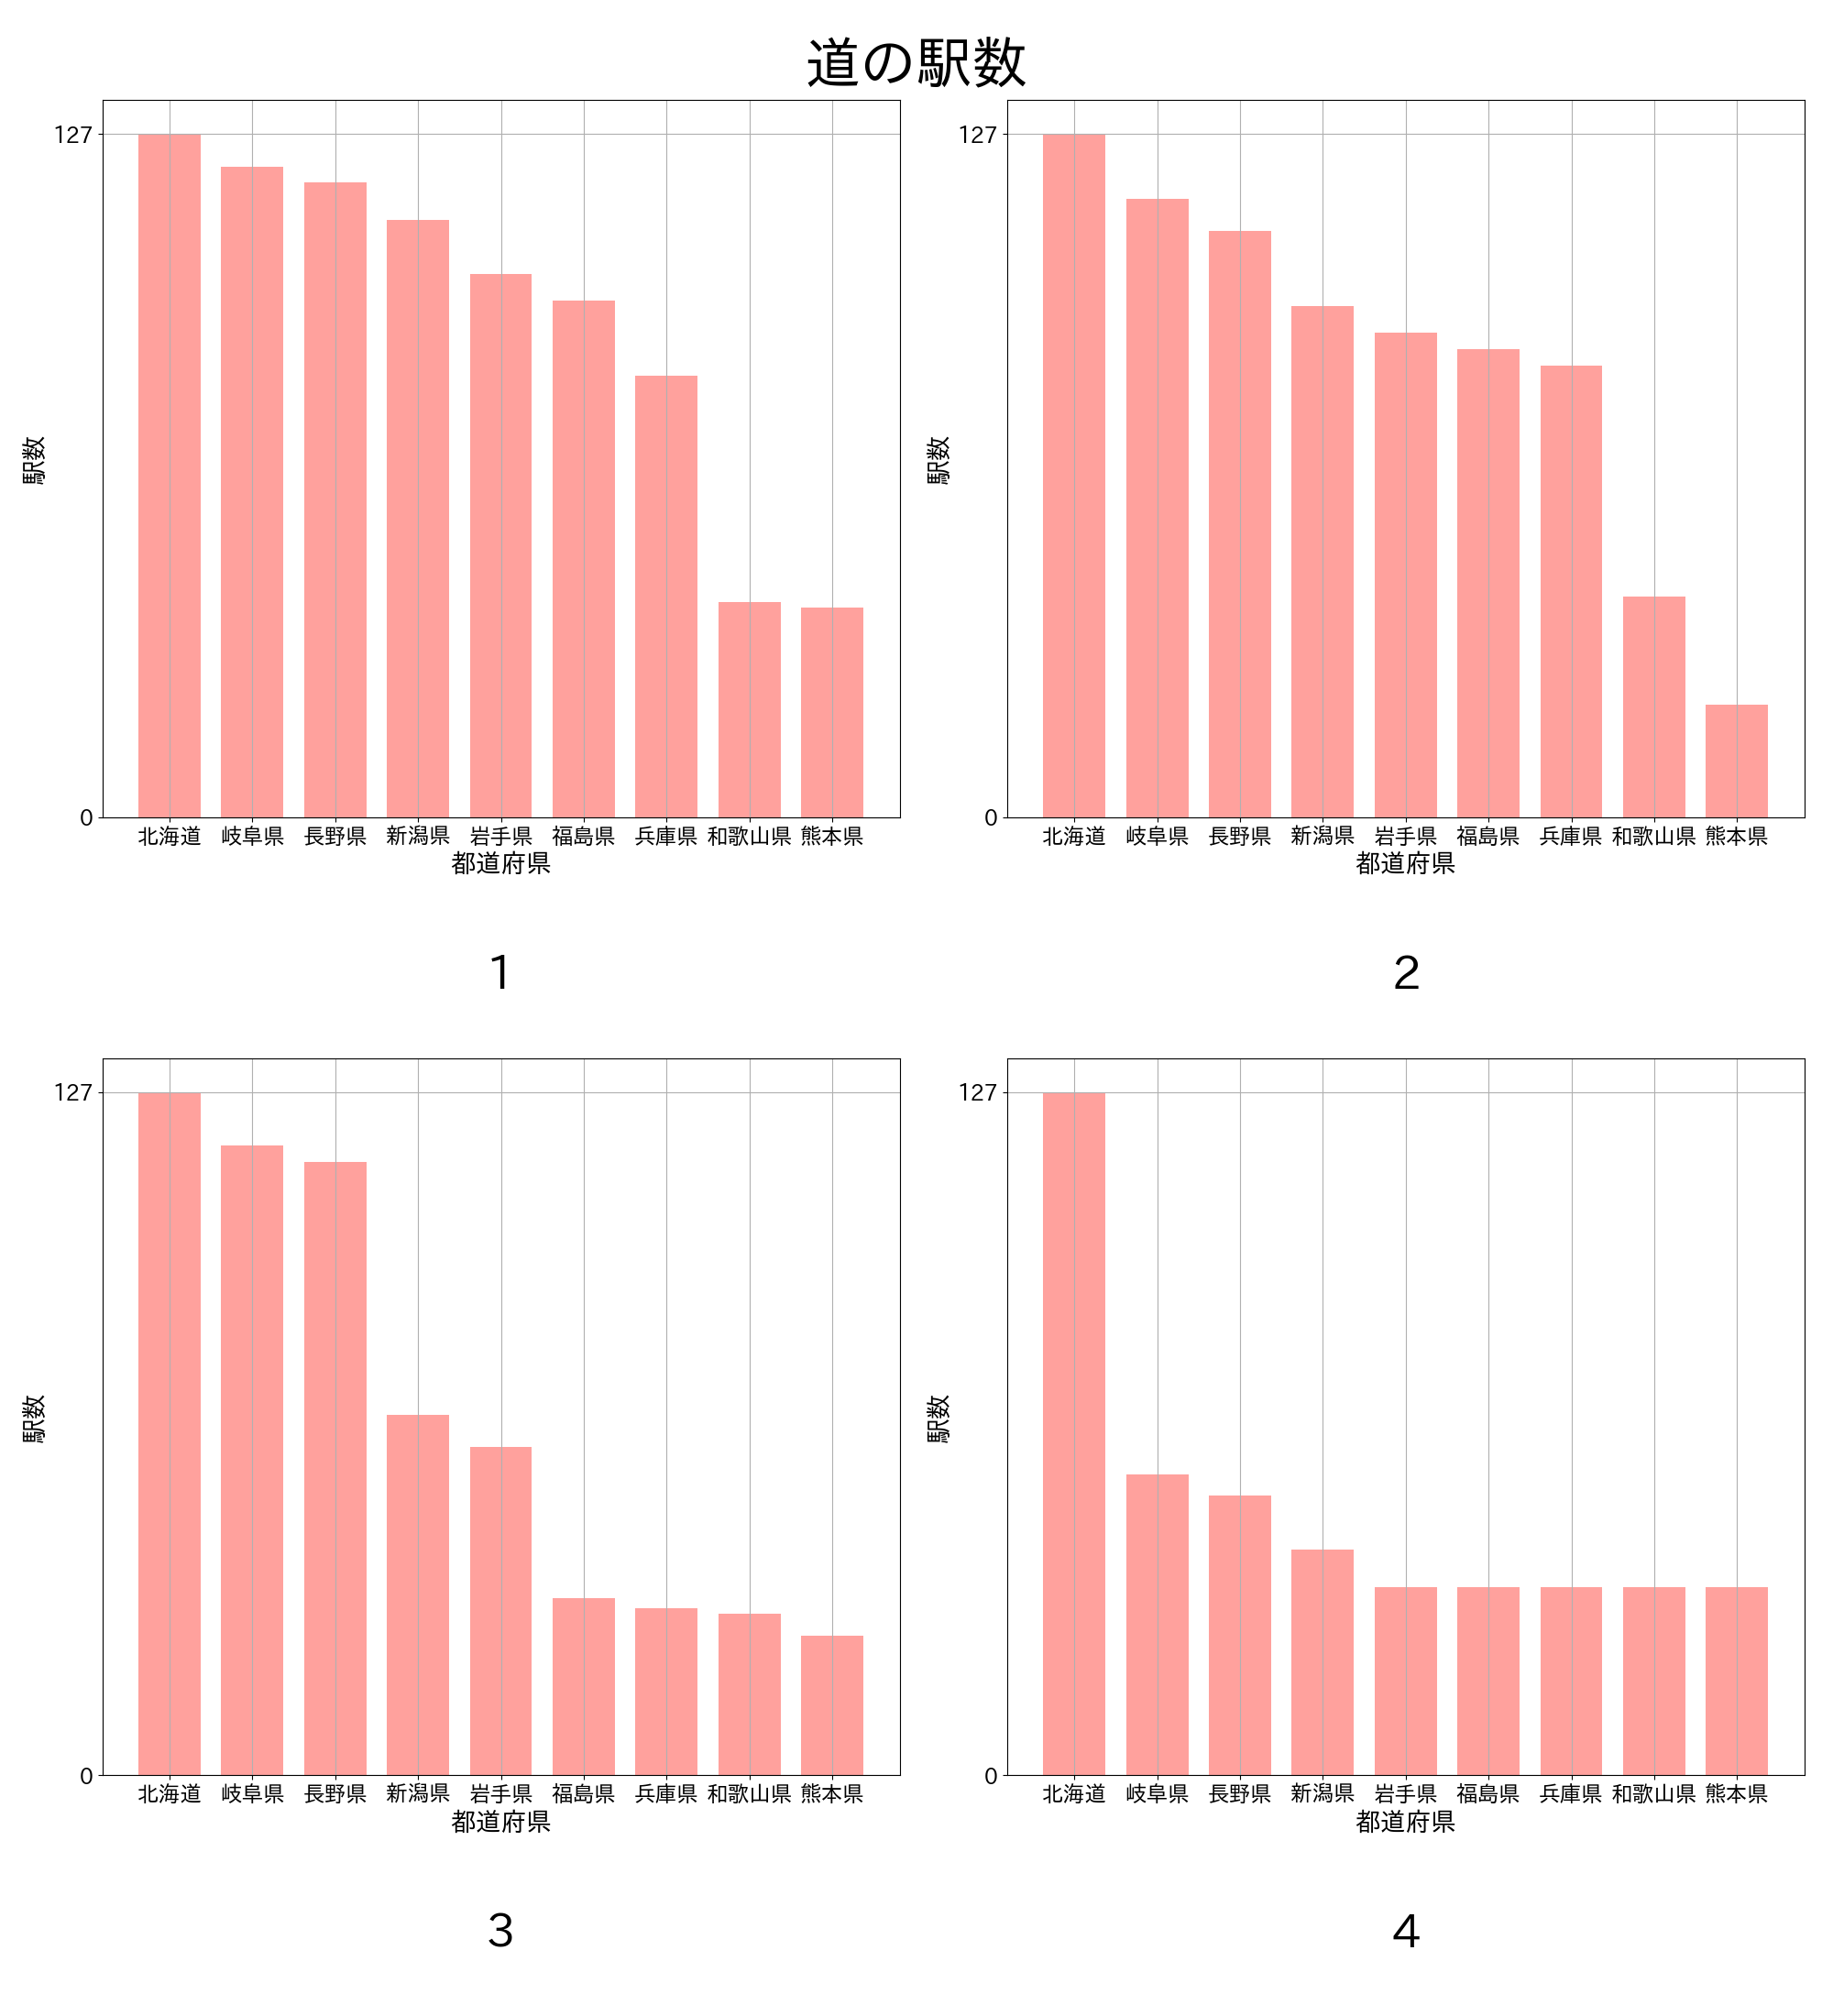 道の駅数
127
0
駅数
北海道 岐阜県 長野県 新潟県 岩手県 福島県 兵庫県 和歌山県 熊本県
都道府県
1
127
0
駅数
北海道 岐阜県 長野県 新潟県 岩手県 福島県 兵庫県 和歌山県 熊本県
都道府県
2
127
0
駅数
北海道 岐阜県 長野県 新潟県 岩手県 福島県 兵庫県 和歌山県 熊本県
都道府県
3
127
0
駅数
北海道 岐阜県 長野県 新潟県 岩手県 福島県 兵庫県 和歌山県 熊本県
都道府県
4